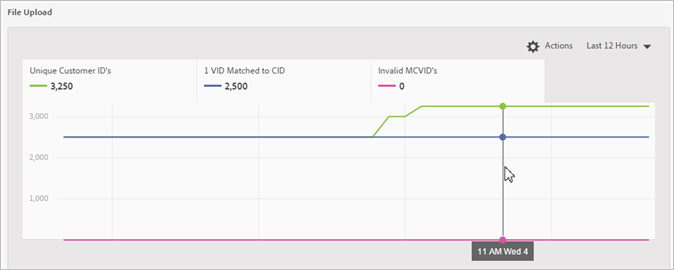 File Upload
Actions Last 12 Hours
Unique Customer ID's 1 VID Matched to CID Invalid MCVID's
3,250 2,500 0
3,000
2,000
1,000
11 AM Wed 4